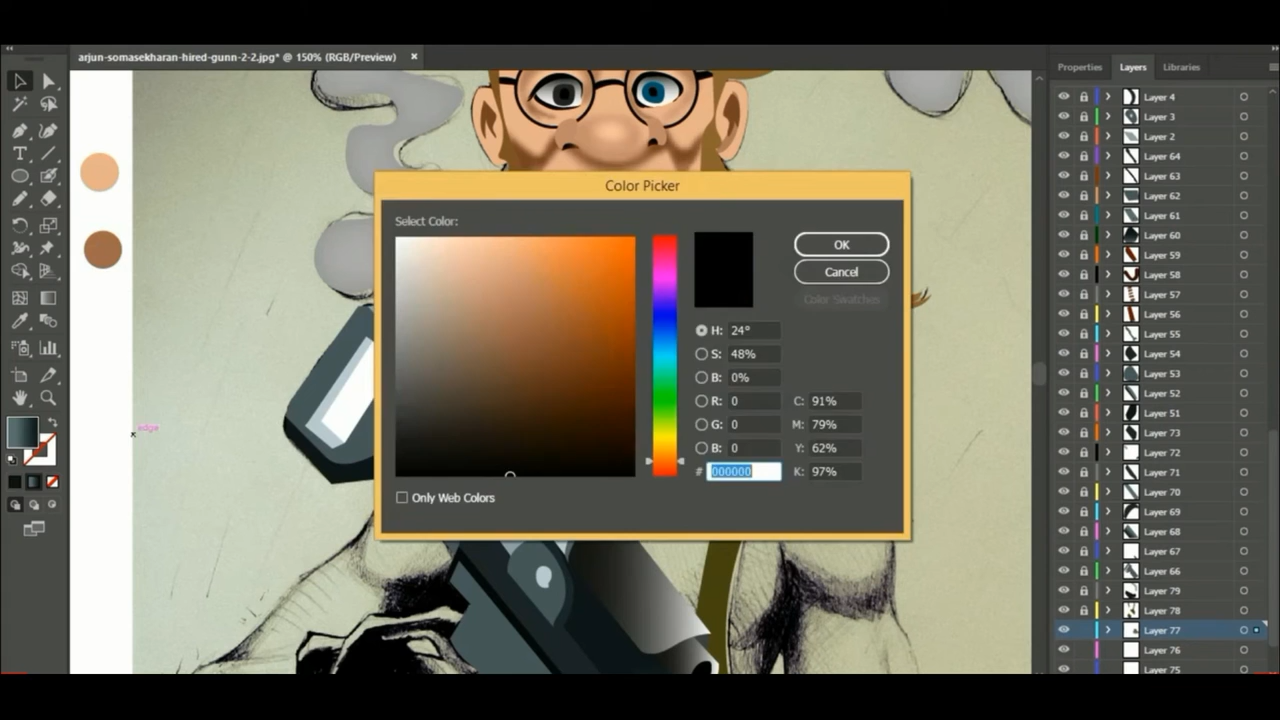 arjun-somasekharan-hired-gunn-2-2.jpg* @ 150% (RGB/Preview) ×
Properties Layers Libraries
Layer 4
Layer 3
Layer 2
Layer 64
Layer 63
Layer 62
Layer 61
Layer 60
Layer 59
Layer 58
Layer 57
Layer 56
Layer 55
Layer 54
Layer 53
Layer 52
Layer 51
Layer 73
Layer 72
Layer 71
Layer 70
Layer 69
Layer 68
Layer 67
Layer 66
Layer 79
Layer 78
Layer 77
Layer 76
Layer 75
Color Picker
Select Color:
OK
Cancel
Color Swatches
H: 24°
S: 48%
B: 0%
R: 0 C: 91%
G: 0 M: 79%
B: 0 Y: 62%
# 000000 K: 97%
Only Web Colors
edge